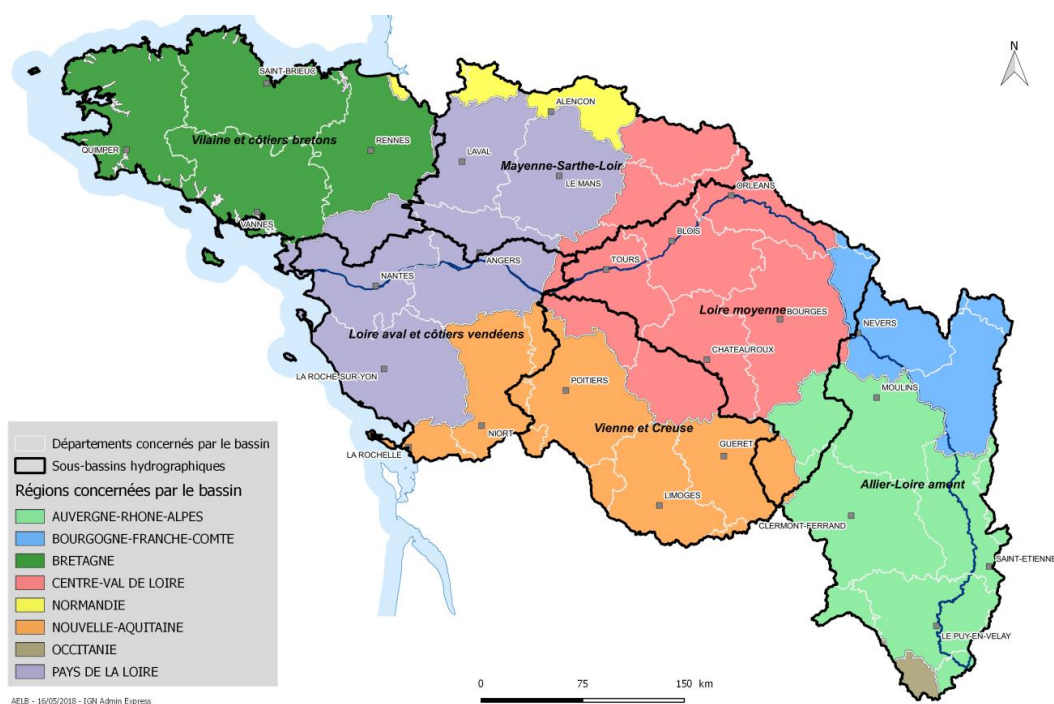 N
SAINT-BRIEUC
ALENCON
Vilaine et côtiers bretons
RENNES
QUIMPER
LAVAL
Mayenne-Sarthe-Loir
LE MANS
ORLEANS
VANNES
BLOIS
ANGERS
TOURS
NANTES
Loire moyenne
BOURGES
NEVERS
Loire aval et côtiers vendéens
CHATEAUROUX
LA ROCHE-SUR-YON
POITIERS
MOULINS
Vienne et Creuse
NIORT
GUERET
LA ROCHELLE
Allier-Loire amont
LIMOGES
CLERMONT-FERRAND
SAINT-ETIENNE
LE PUY-EN-VELAY
Départements concernés par le bassin
Sous-bassins hydrographiques
Régions concernées par le bassin
AUVERGNE-RHONE-ALPES
BOURGOGNE-FRANCHE-COMTE
BRETAGNE
CENTRE-VAL DE LOIRE
NORMANDIE
NOUVELLE-AQUITAINE
OCCITANIE
PAYS DE LA LOIRE
0 75 150 km
AELB - 16/05/2018 - IGN Admin Express